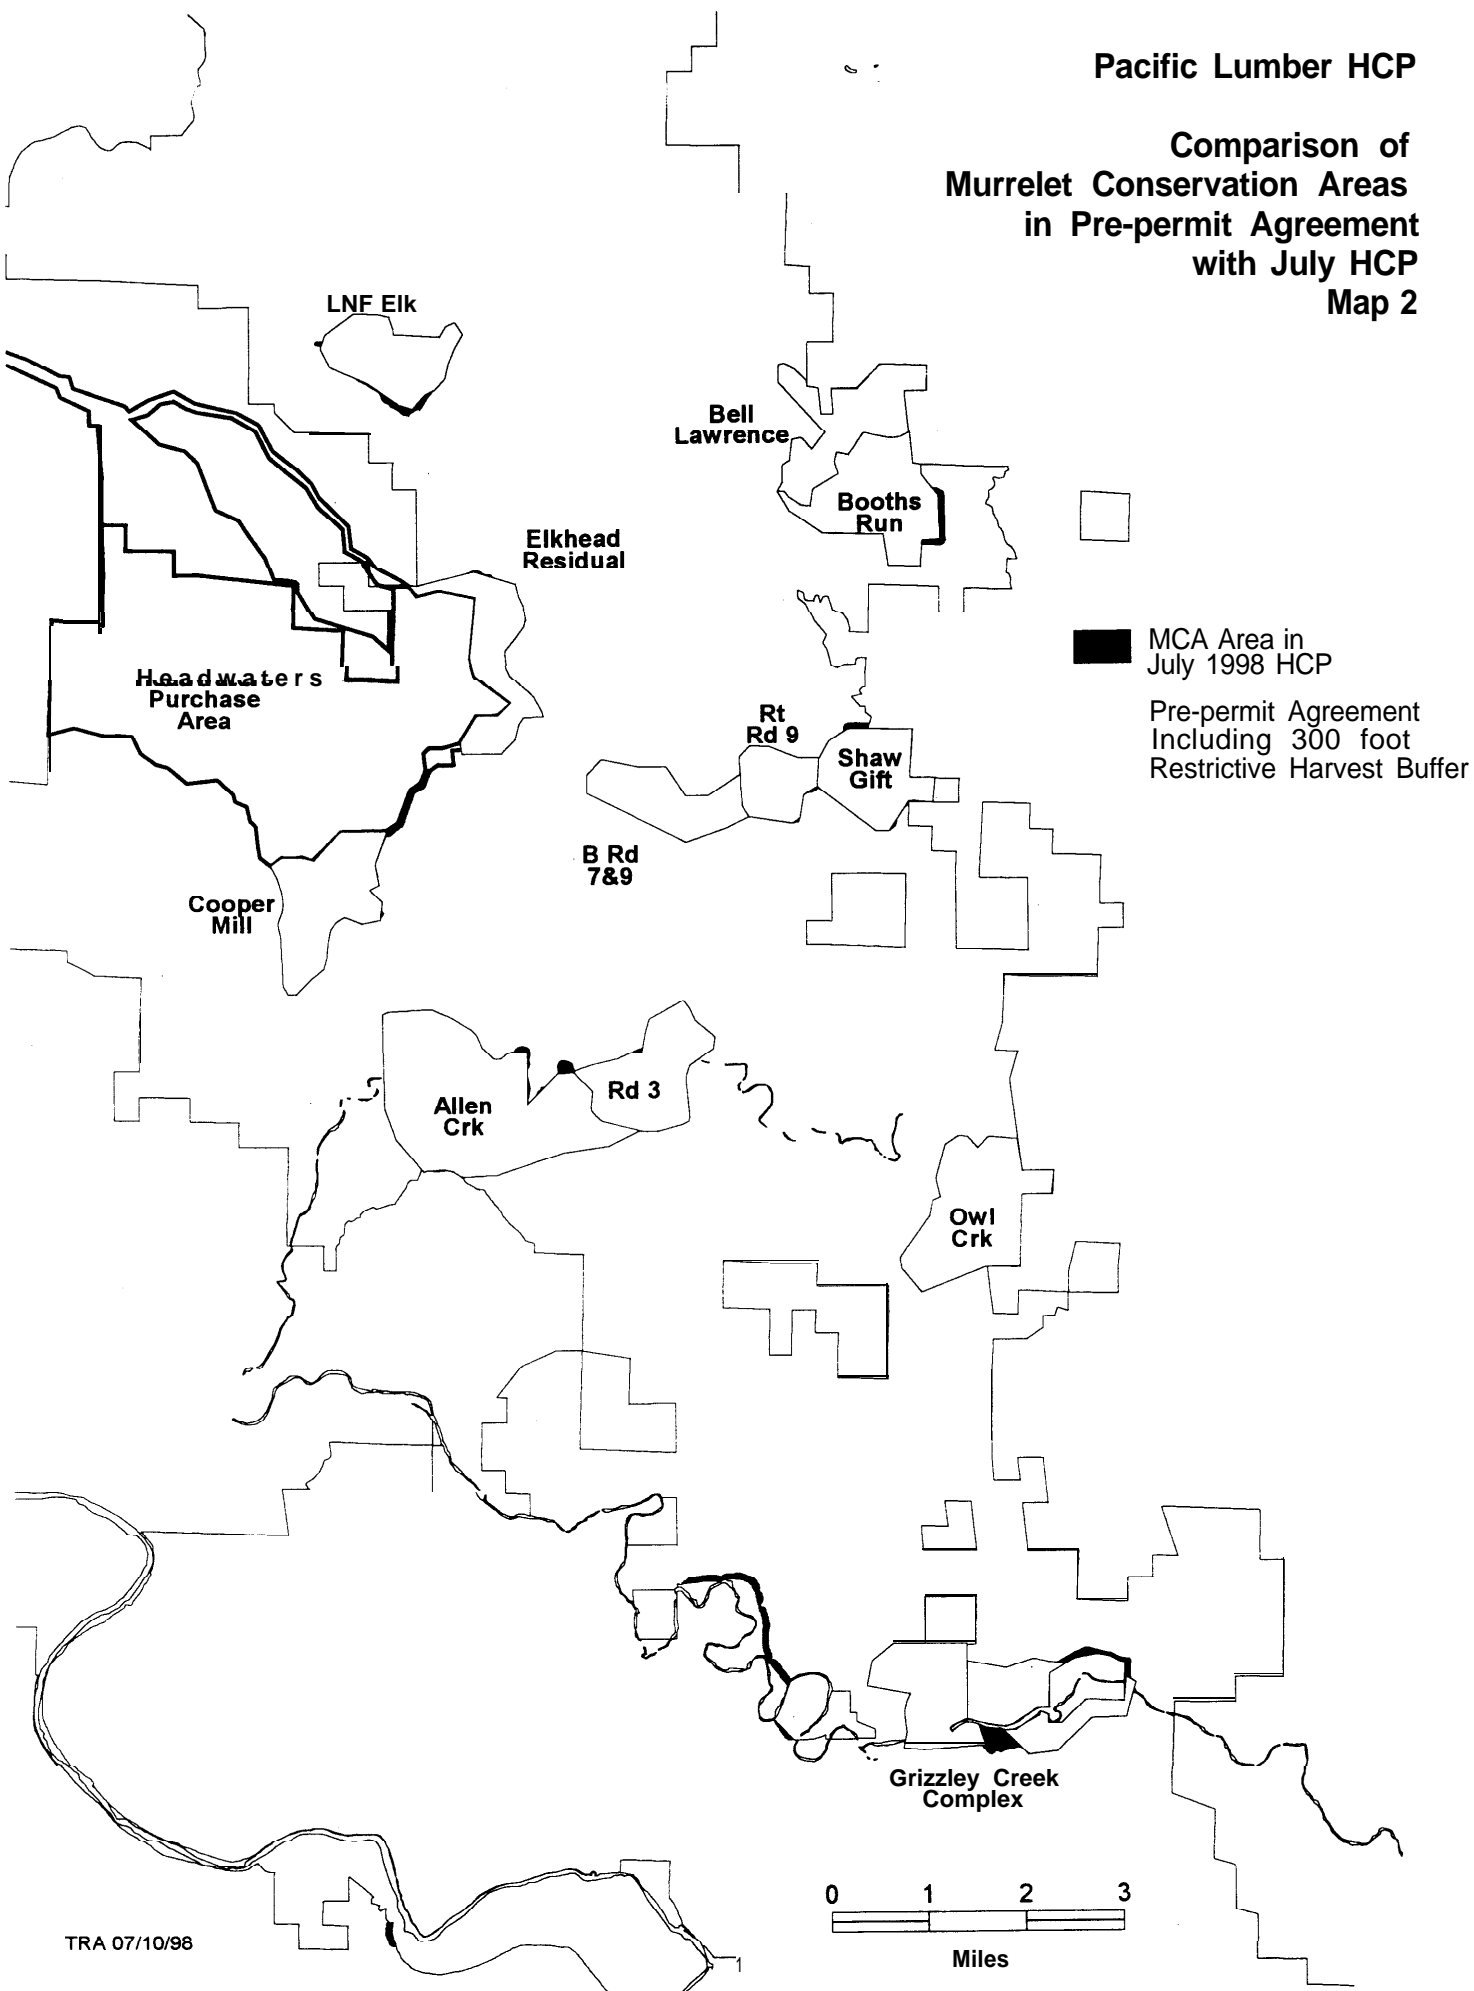 Pacific Lumber HCP
Comparison of
Murrelet Conservation Areas
in Pre-permit Agreement
with July HCP
Map 2
LNF Elk
Bell
Lawrence
Booths
Run
Elkhead
Residual
MCA Area in
July 1998 HCP
Pre-permit Agreement
Including 300 foot
Restrictive Harvest Buffer
Headwaters
Purchase
Area
Rt
Rd 9
Shaw
Gift
B Rd
7&9
Cooper
Mill
Allen
Crk
Rd 3
Owl
Crk
Grizzley Creek
Complex
0 1 2 3
Miles
TRA 07/10/98